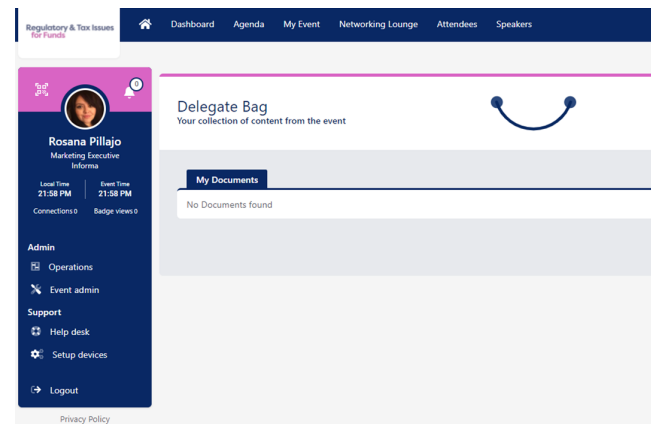 Regulatory & Tax Issues
for Funds
Dashboard Agenda My Event Networking Lounge Attendees Speakers
0
Rosana Pillajo
Marketing Executive
Informa
Local Time Event Time
21:58 PM 21:58 PM
Connections 0 Badge views 0
Admin
Operations
Event admin
Support
Help desk
Setup devices
Logout
Privacy Policy
Delegate Bag
Your collection of content from the event
My Documents
No Documents found